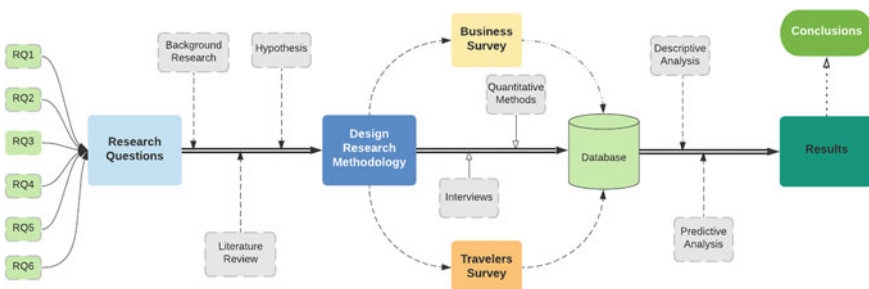 RQ1
RQ2
RQ3
RQ4
RQ5
RQ6
Research
Questions
Background
Research
Hypothesis
Literature
Review
Design
Research
Methodology
Business
Survey
Quantitative
Methods
Interviews
Travelers
Survey
Database
Descriptive
Analysis
Predictive
Analysis
Conclusions
Results